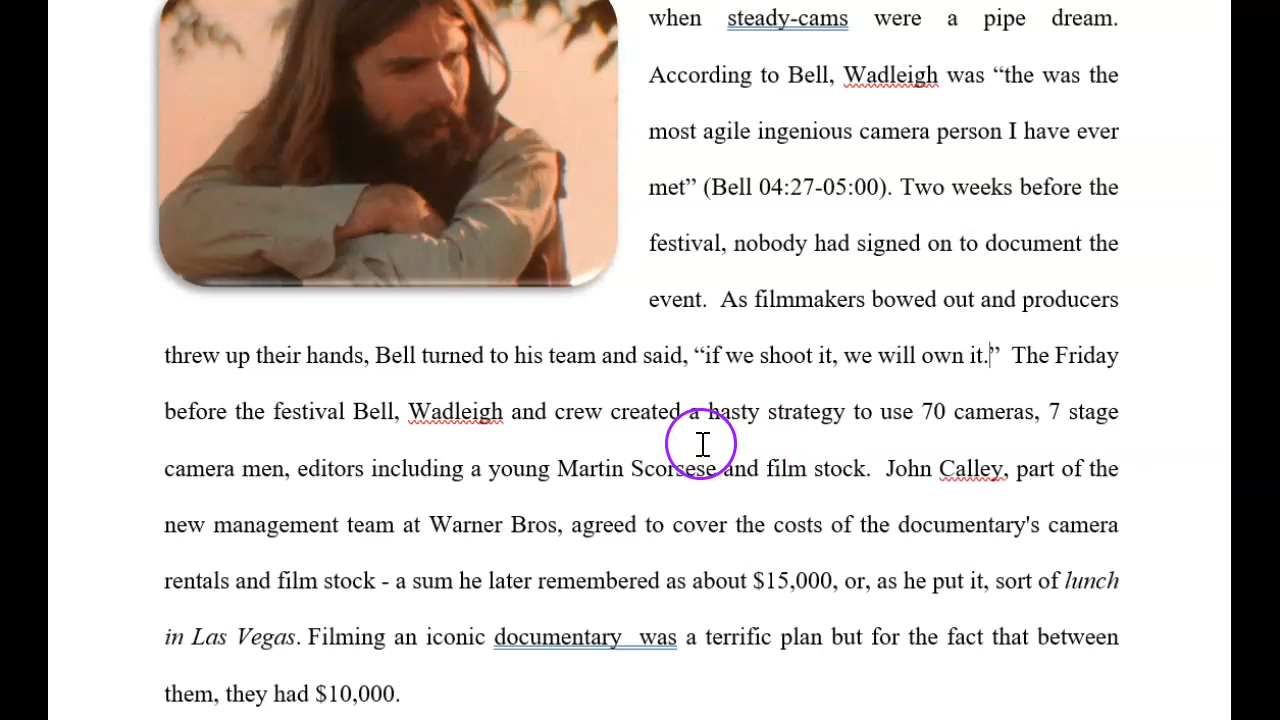 when steady-cams were a pipe dream.
According to Bell, Wadleigh was “the was the
most agile ingenious camera person I have ever
met” (Bell 04:27-05:00). Two weeks before the
festival, nobody had signed on to document the
event.  As filmmakers bowed out and producers
threw up their hands, Bell turned to his team and said, “if we shoot it, we will own it.”  The Friday
before the festival Bell, Wadleigh and crew created a hasty strategy to use 70 cameras, 7 stage
camera men, editors including a young Martin Scorsese and film stock.  John Calley, part of the
new management team at Warner Bros, agreed to cover the costs of the documentary's camera
rentals and film stock - a sum he later remembered as about $15,000, or, as he put it, sort of lunch
in Las Vegas. Filming an iconic documentary  was a terrific plan but for the fact that between
them, they had $10,000.